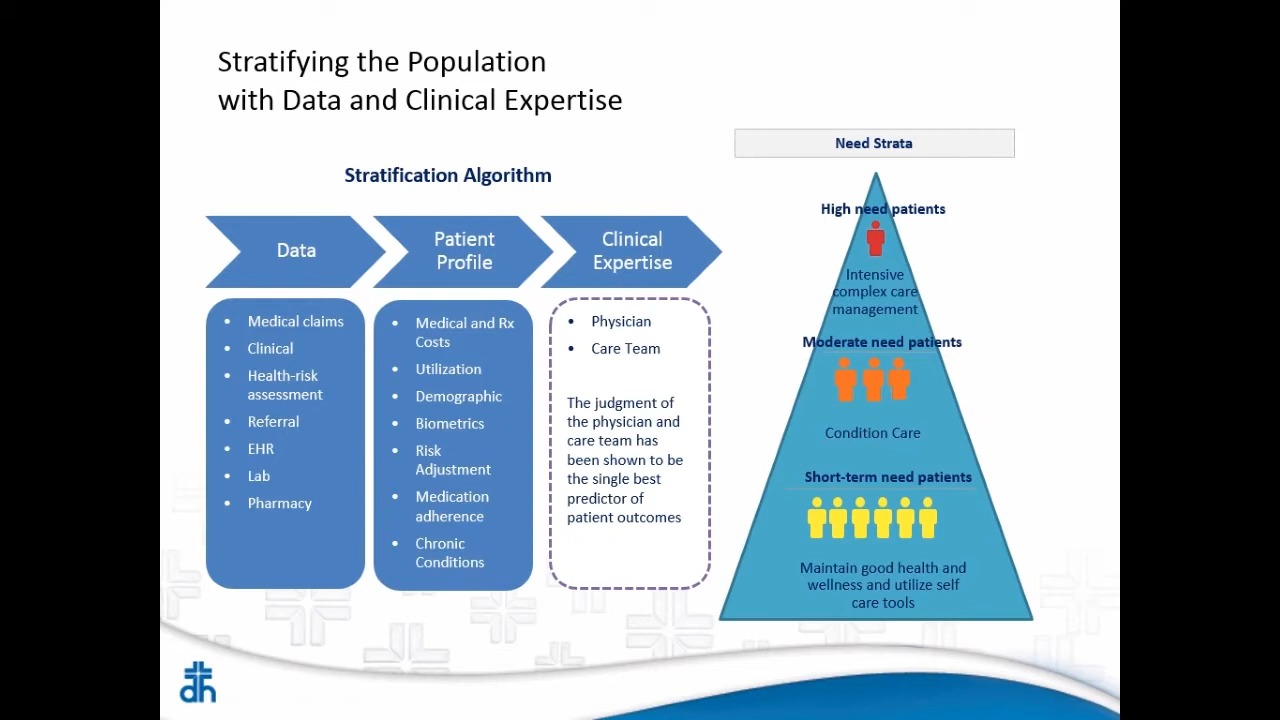 Stratifying the Population
with Data and Clinical Expertise
Stratification Algorithm
Data
Patient
Profile
Clinical
Expertise
• Medical claims
• Clinical
• Health-risk
assessment
• Referral
• EHR
• Lab
• Pharmacy
• Medical and Rx
Costs
• Utilization
• Demographic
• Biometrics
• Risk
Adjustment
• Medication
adherence
• Chronic
Conditions
• Physician
• Care Team
The judgment of
the physician and
care team has
been shown to be
the single best
predictor of
patient outcomes
Need Strata
High need patients
Intensive
complex care
management
Moderate need patients
Condition Care
Short-term need patients
Maintain good health and
wellness and utilize self
care tools
dh